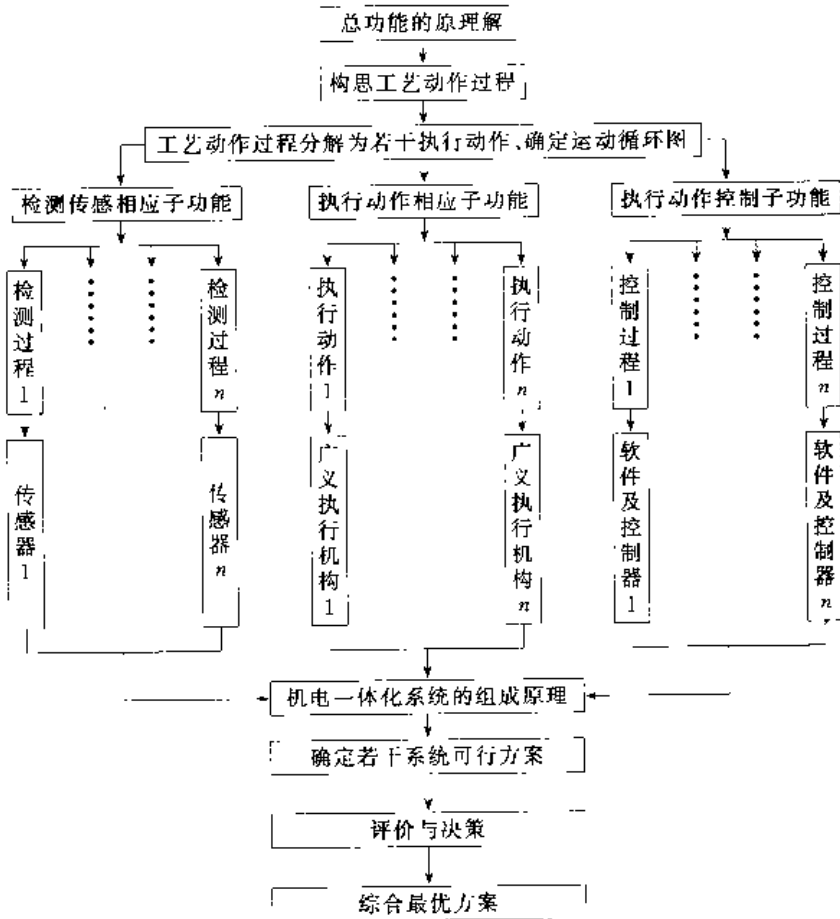 总功能的原理解
构思工艺动作过程
工艺动作过程分解为若干执行动作、确定运动循环图
检测传感相应子功能
执行动作相应子功能
执行动作控制子功能
检测过程1
检测过程n
执行动作1
执行动作n
控制过程1
控制过程n
传感器1
传感器n
广义执行机构1
广义执行机构n
软件及控制器1
软件及控制器n
机电一体化系统的组成原理
确定若干系统可行方案
评价与决策
综合最优方案